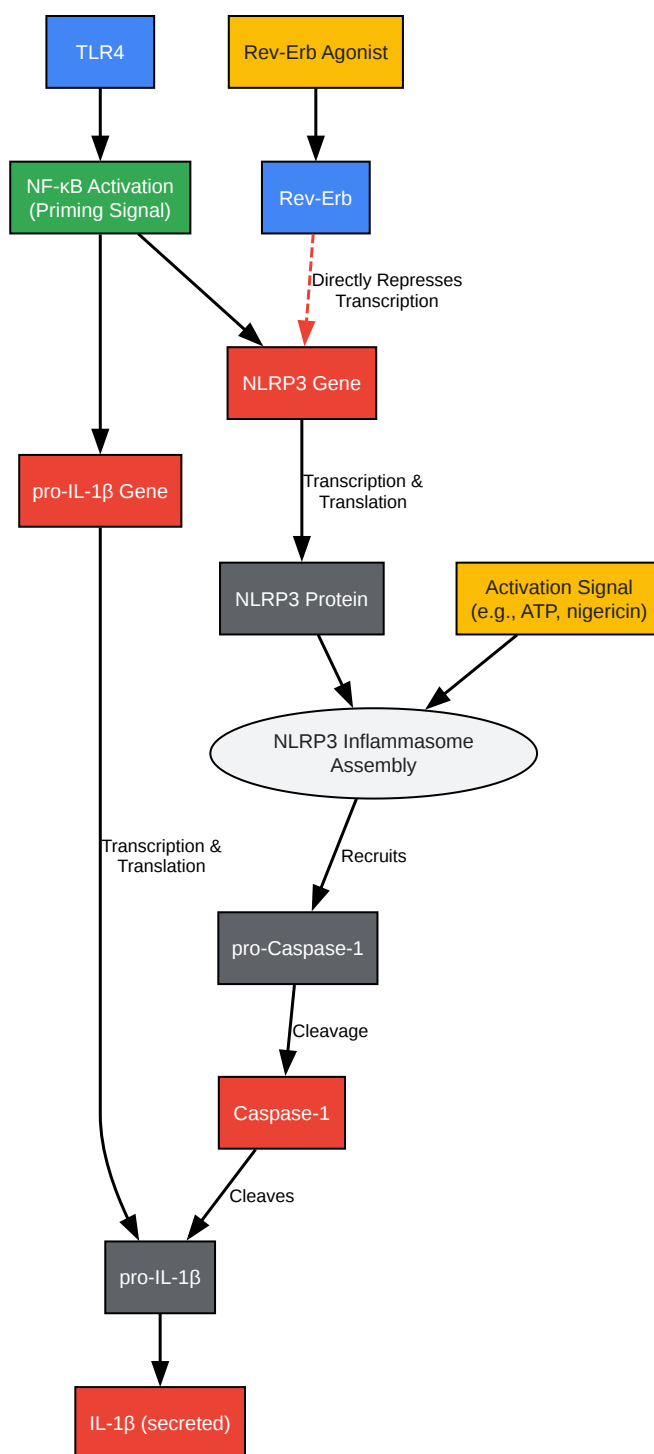 TLR4
Rev-Erb Agonist
NF-κB Activation
(Priming Signal)
Rev-Erb
Directly Represses
Transcription
NLRP3 Gene
pro-IL-1β Gene
Transcription &
Translation
NLRP3 Protein
Activation Signal
(e.g., ATP, nigericin)
NLRP3 Inflammasome
Assembly
Transcription &
Translation
Recruits
pro-Caspase-1
Cleavage
Caspase-1
Cleaves
pro-IL-1β
IL-1β (secreted)